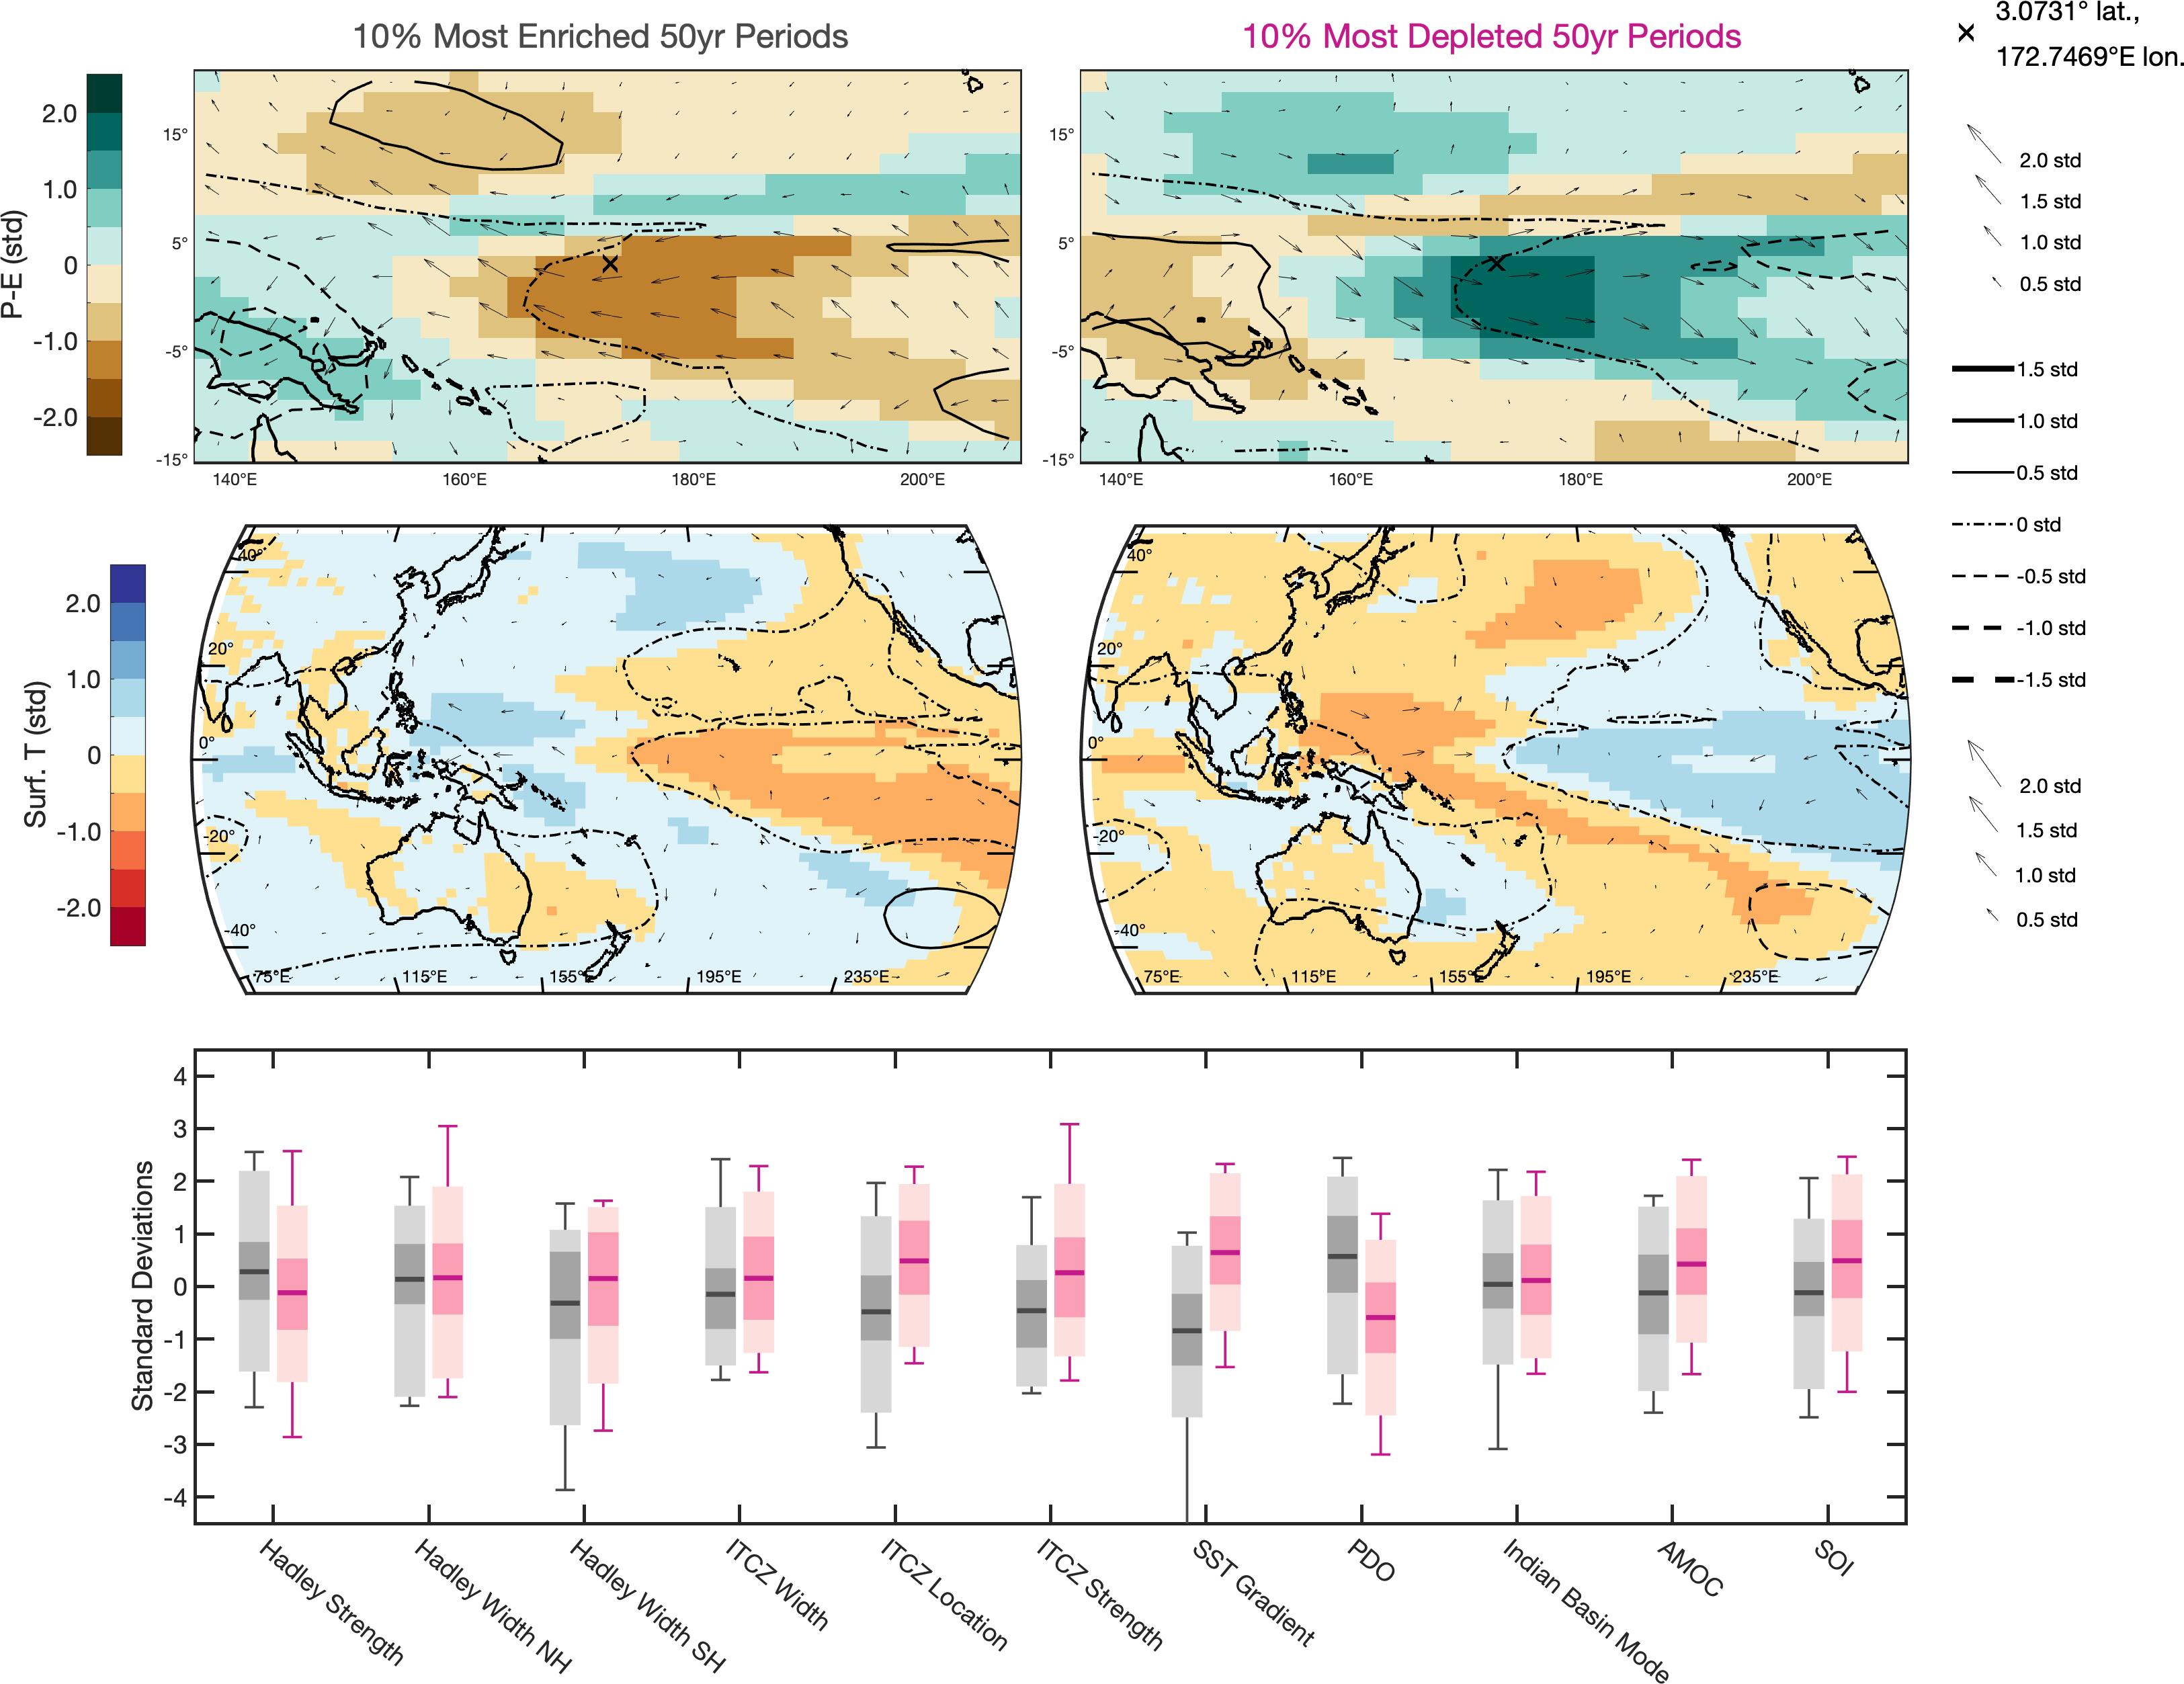 10% Most Enriched 50yr Periods
10% Most Depleted 50yr Periods
3.0731° lat.,
172.7469°E lon.
P-E (std)
2.0
1.0
0
-1.0
-2.0
15°
5°
-5°
-15°
140°E
160°E
180°E
200°E
15°
5°
-5°
-15°
140°E
160°E
180°E
200°E
2.0 std
1.5 std
1.0 std
0.5 std
1.5 std
1.0 std
0.5 std
0 std
-0.5 std
-1.0 std
-1.5 std
Surf. T (std)
2.0
1.0
0
-1.0
-2.0
40°
20°
0°
-20°
-40°
75°E
115°E
155°E
195°E
235°E
40°
20°
0°
-20°
-40°
75°E
115°E
155°E
195°E
235°E
2.0 std
1.5 std
1.0 std
0.5 std
Standard Deviations
4
3
2
1
0
-1
-2
-3
-4
Hadley Strength
Hadley Width NH
Hadley Width SH
ITCZ Width
ITCZ Location
ITCZ Strength
SST Gradient
PDO
Indian Basin Mode
AMOC
SOI